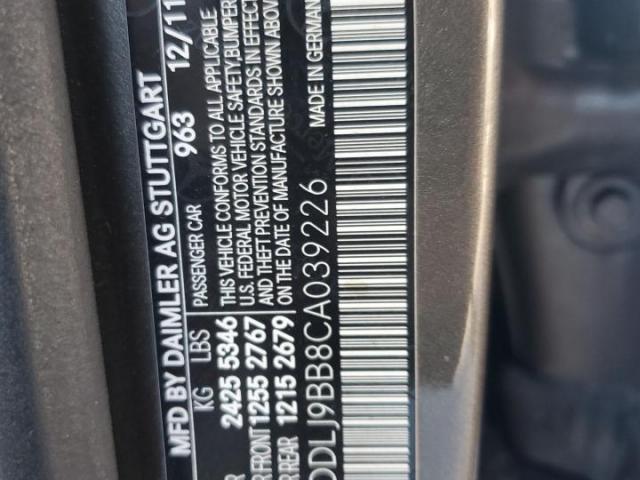 MFD BY DAIMLER AG STUTTGART
963 12/11
KG LBS PASSENGER CAR
2425 5346
FRONT 1255 2767
REAR 1215 2679
THIS VEHICLE CONFORMS TO ALL APPLICABLE
U.S. FEDERAL MOTOR VEHICLE SAFETY, BUMPER
AND THEFT PREVENTION STANDARDS IN EFFECT
ON THE DATE OF MANUFACTURE SHOWN ABOVE
DDLJ9BB8CA039226
MADE IN GERMAN